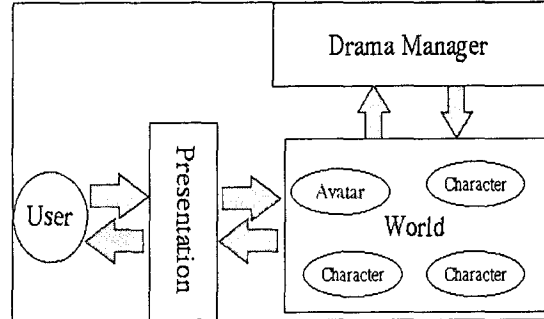 Drama Manager
Presentation
User
Avatar
Character
World
Character
Character